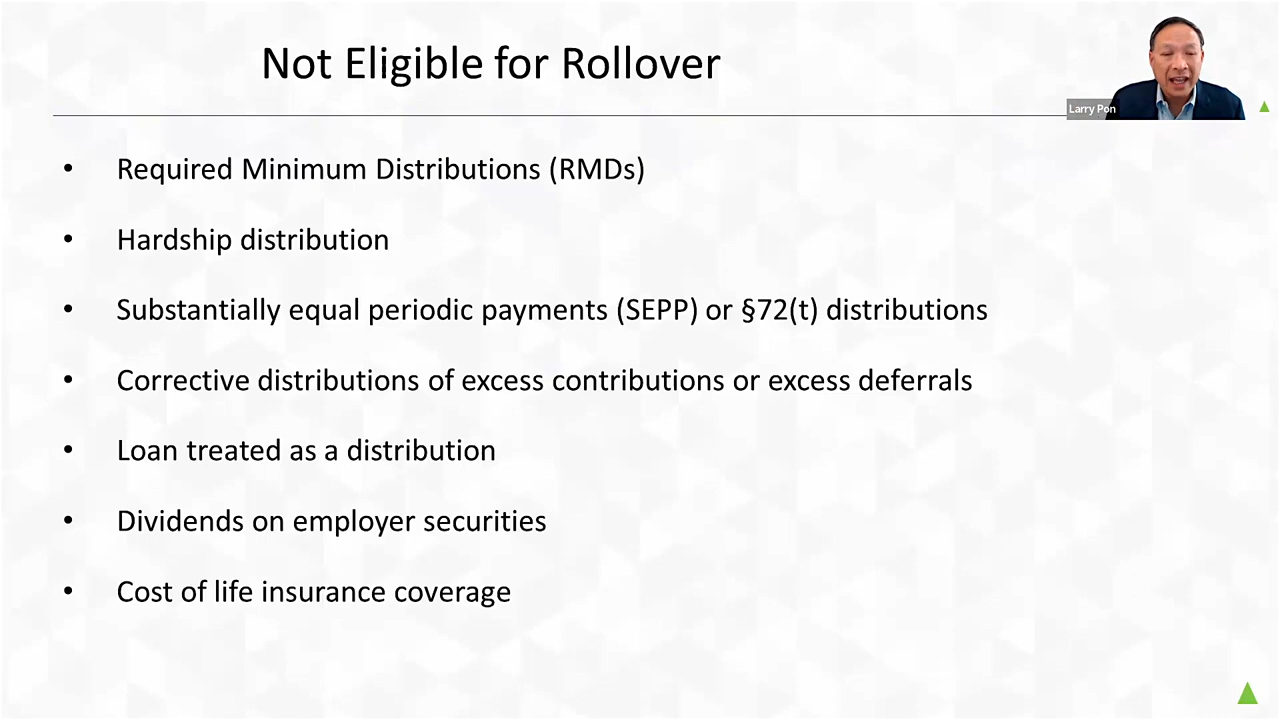 Not Eligible for Rollover
Larry Pon
• Required Minimum Distributions (RMDs)
• Hardship distribution
• Substantially equal periodic payments (SEPP) or §72(t) distributions
• Corrective distributions of excess contributions or excess deferrals
• Loan treated as a distribution
• Dividends on employer securities
• Cost of life insurance coverage